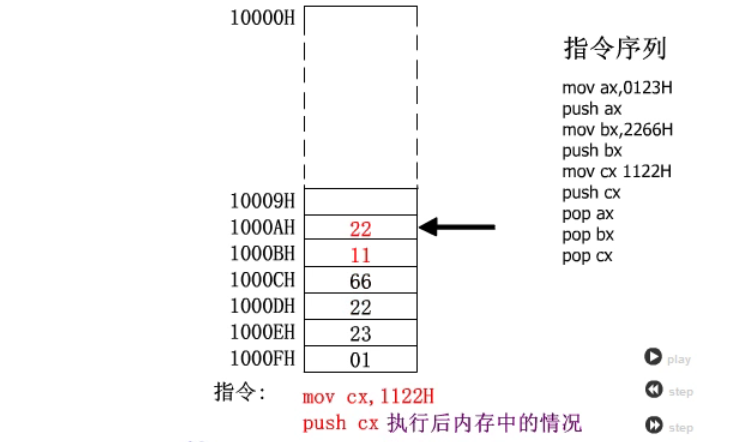 10000H
指令序列
mov ax,0123H
push ax
mov bx,2266H
push bx
mov cx 1122H
push cx
pop ax
pop bx
pop cx
10009H
1000AH 22
1000BH 11
1000CH 66
1000DH 22
1000EH 23
1000FH 01
指令: mov cx,1122H
push cx 执行后内存中的情况
play
step
step